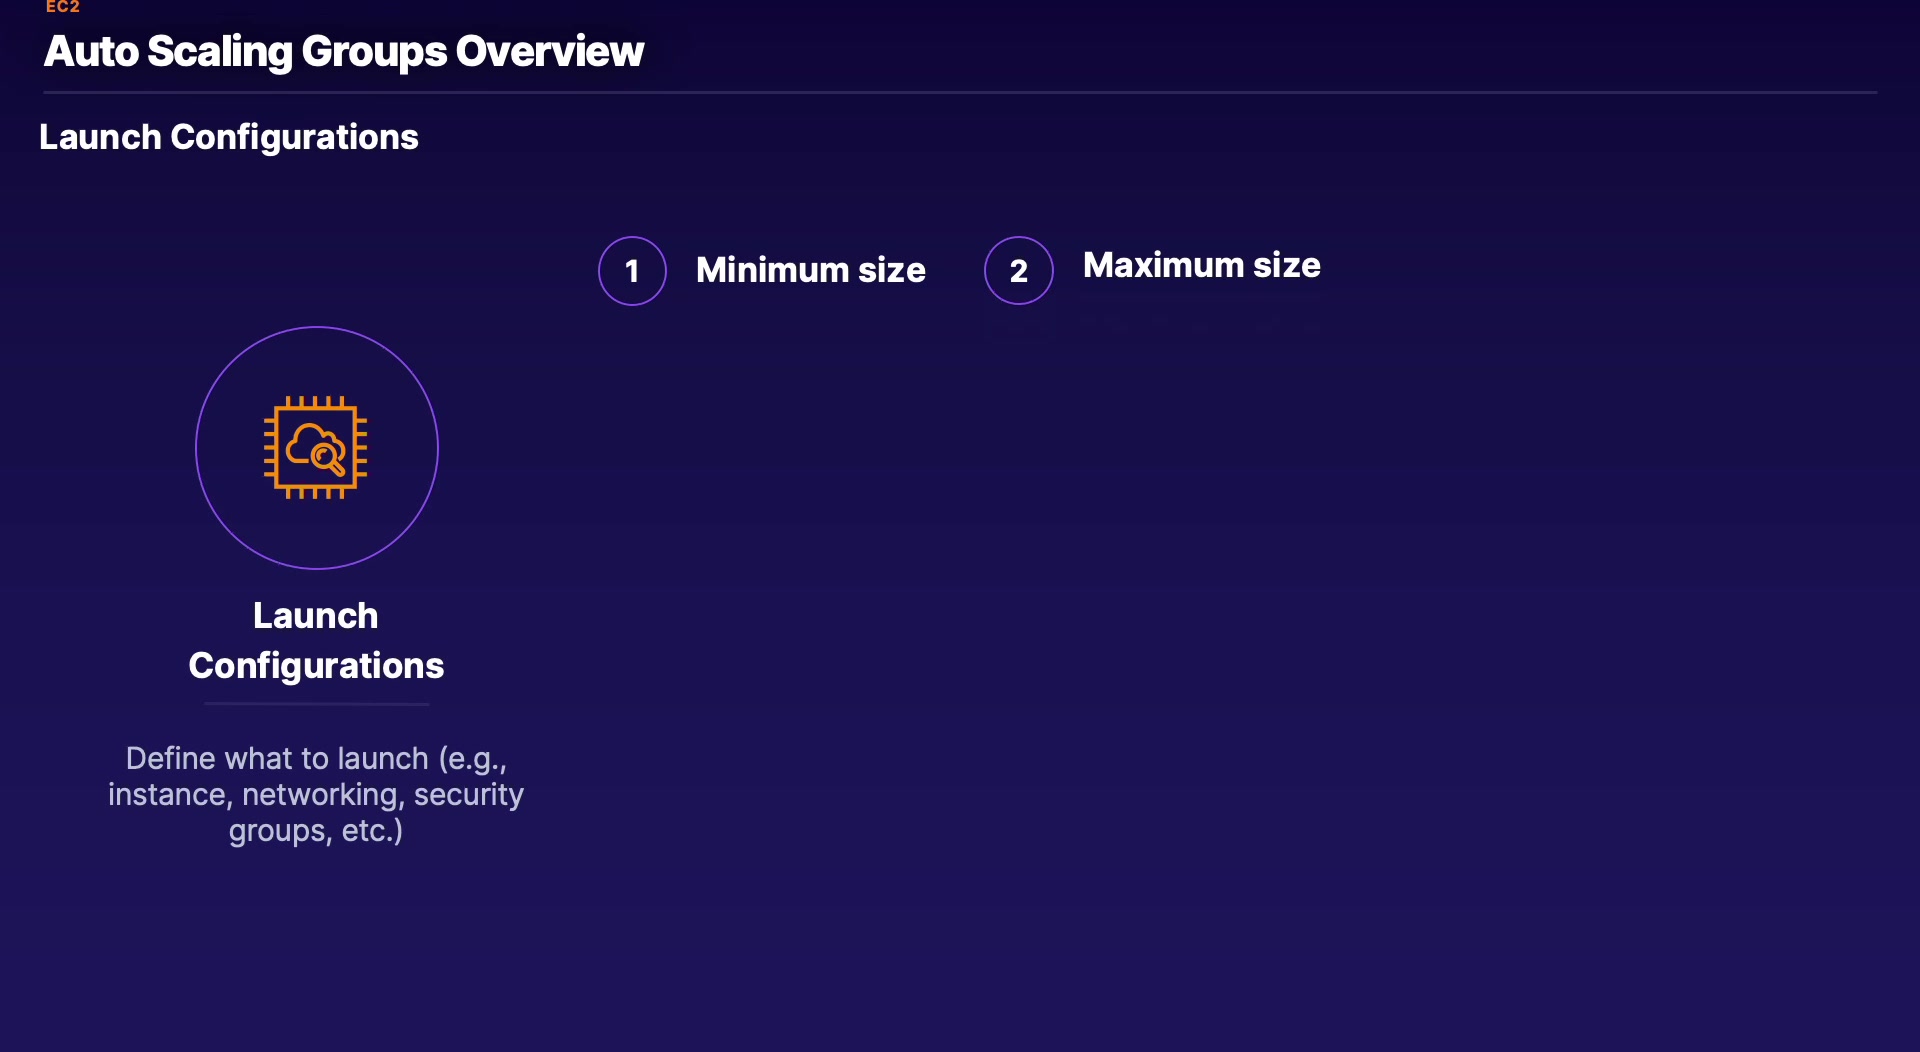 EC2
Auto Scaling Groups Overview
Launch Configurations
1 Minimum size
2 Maximum size
Launch
Configurations
Define what to launch (e.g.,
instance, networking, security
groups, etc.)